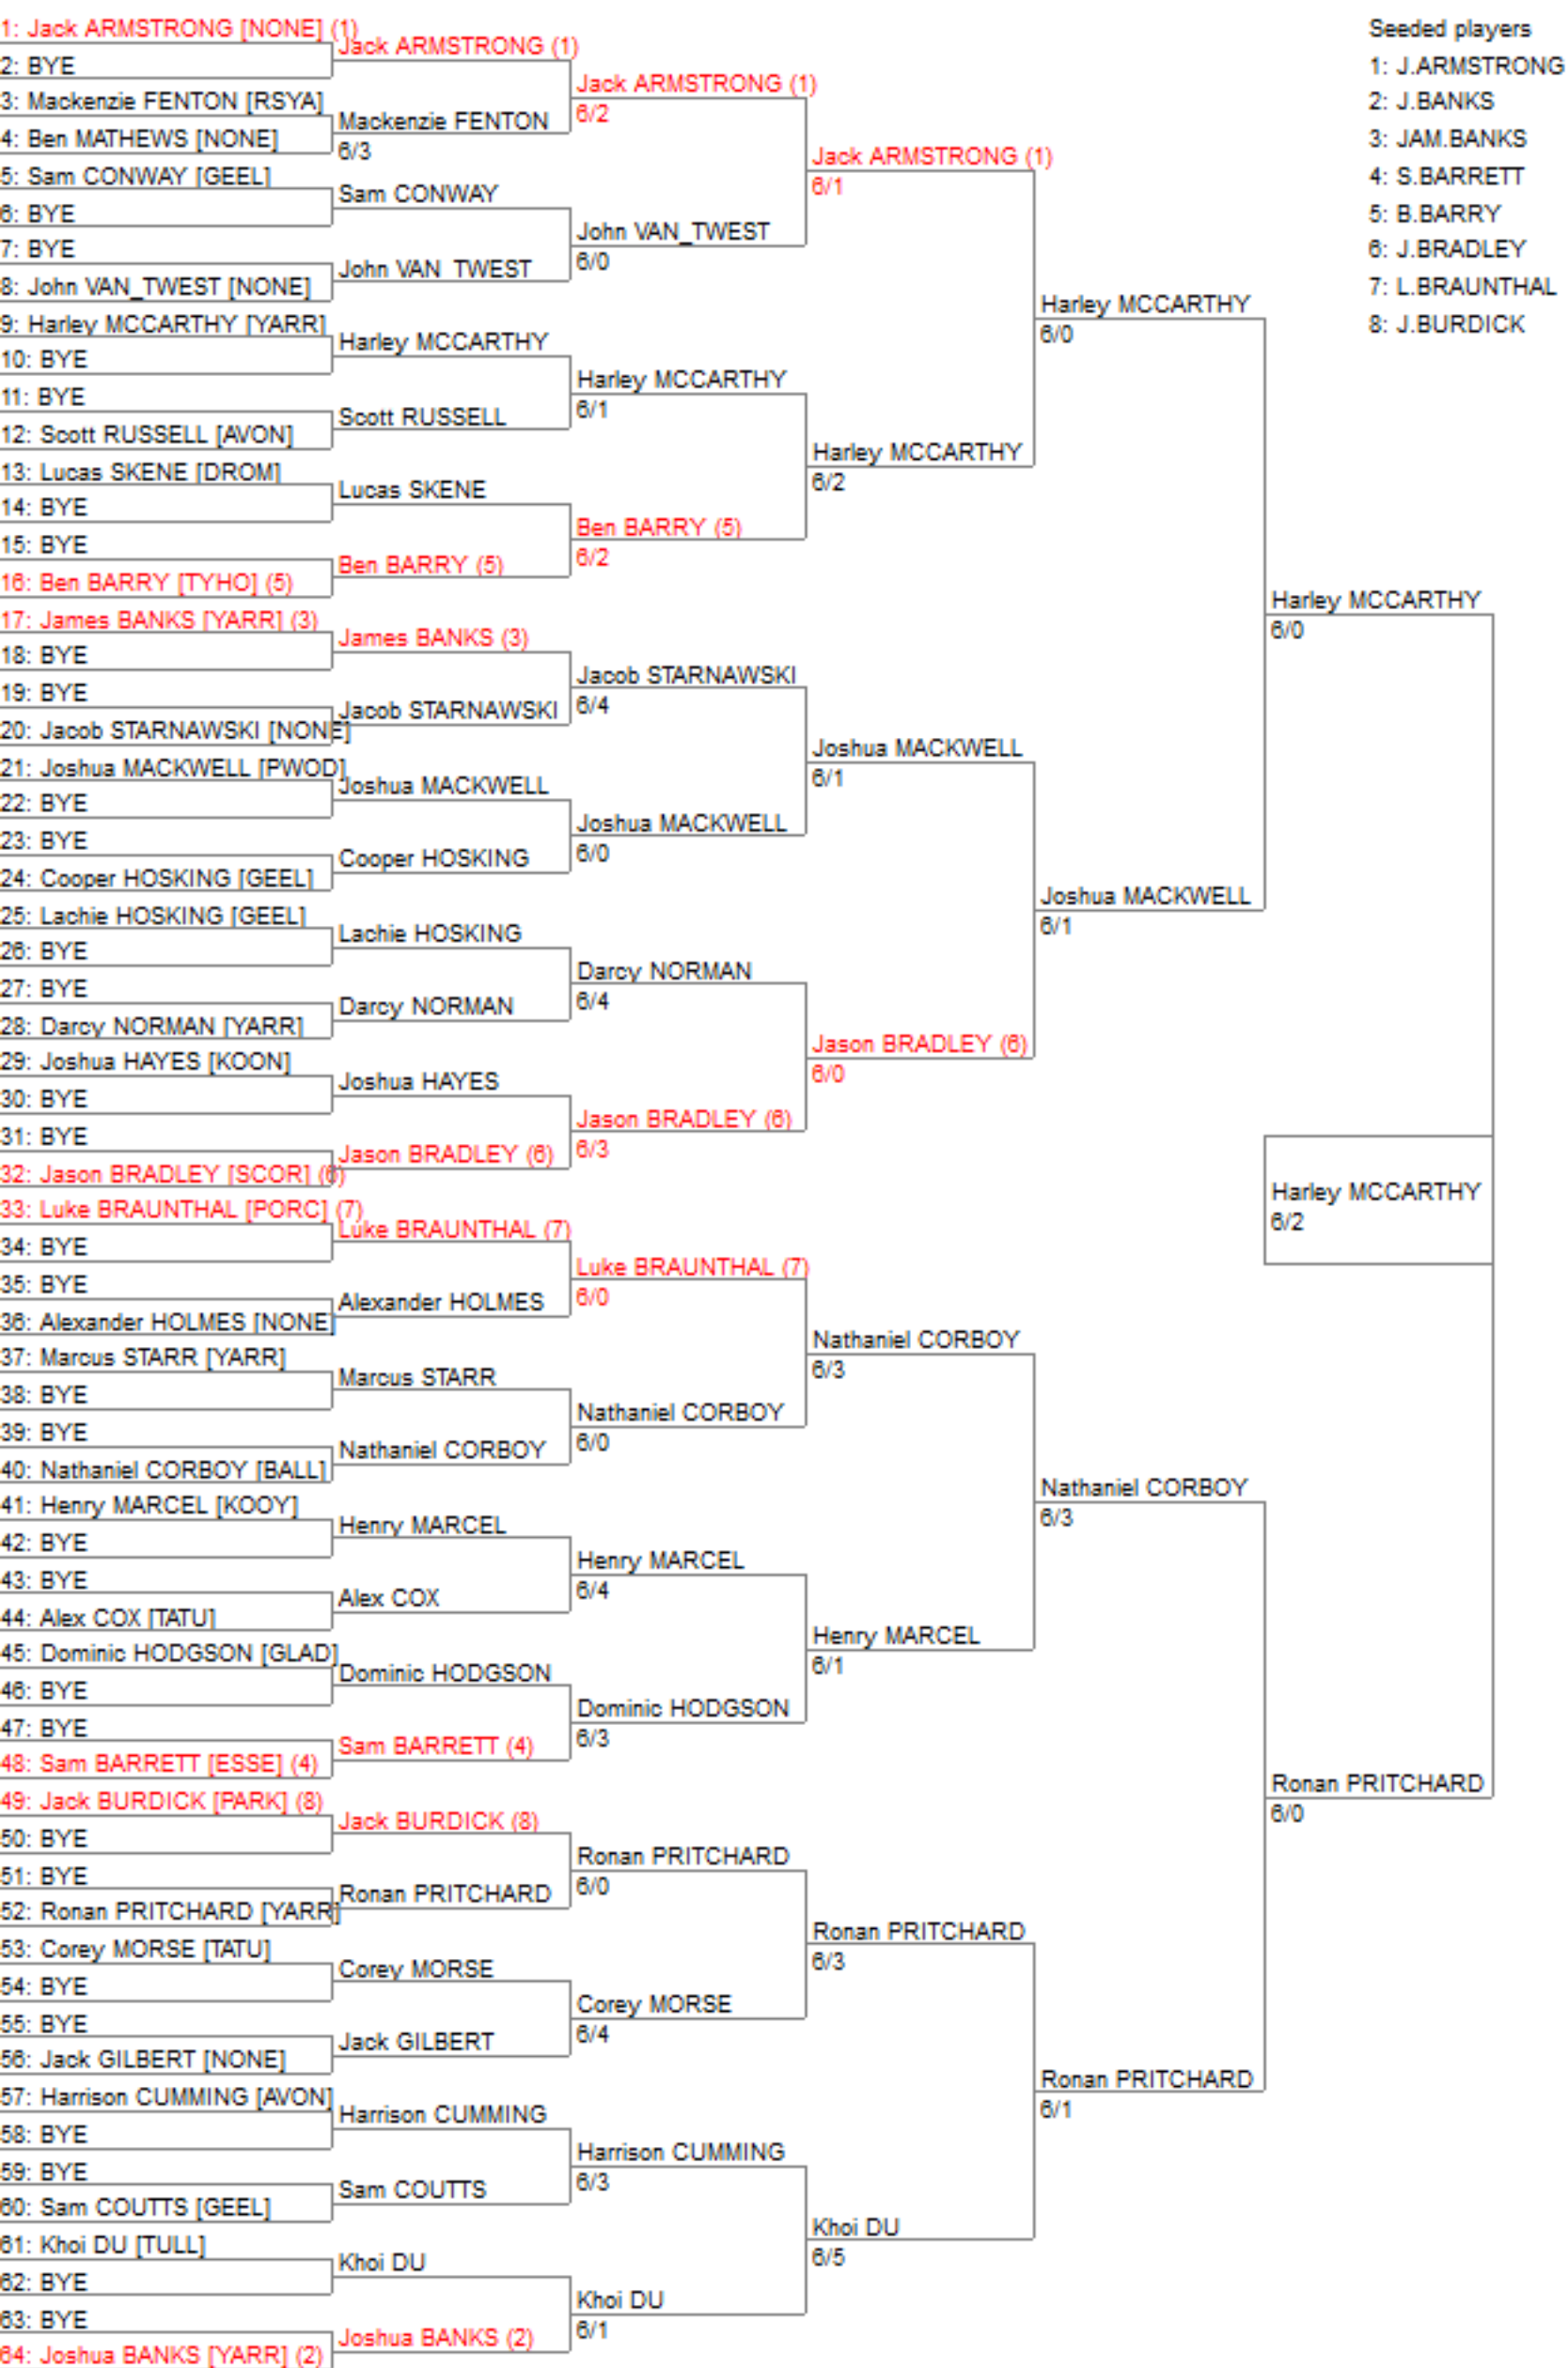 1: Jack ARMSTRONG [NONE] (1)
2: BYE
3: Mackenzie FENTON [RSYA]
4: Ben MATHEWS [NONE]
5: Sam CONWAY [GEEL]
6: BYE
7: BYE
8: John VAN_TWEST [NONE]
9: Harley MCCARTHY [YARR]
10: BYE
11: BYE
12: Scott RUSSELL [AVON]
13: Lucas SKENE [DROM]
14: BYE
15: BYE
16: Ben BARRY [TYHO] (5)
17: James BANKS [YARR] (3)
18: BYE
19: BYE
20: Jacob STARNAWSKI [NONE]
21: Joshua MACKWELL [PWOD]
22: BYE
23: BYE
24: Cooper HOSKING [GEEL]
25: Lachie HOSKING [GEEL]
26: BYE
27: BYE
28: Darcy NORMAN [YARR]
29: Joshua HAYES [KOON]
30: BYE
31: BYE
32: Jason BRADLEY [SCOR] (6)
33: Luke BRAUNTHAL [PORC] (7)
34: BYE
35: BYE
36: Alexander HOLMES [NONE]
37: Marcus STARR [YARR]
38: BYE
39: BYE
40: Nathaniel CORBOY [BALL]
41: Henry MARCEL [KOOY]
42: BYE
43: BYE
44: Alex COX [TATU]
45: Dominic HODGSON [GLAD]
46: BYE
47: BYE
48: Sam BARRETT [ESSE] (4)
49: Jack BURDICK [PARK] (8)
50: BYE
51: BYE
52: Ronan PRITCHARD [YARR]
53: Corey MORSE [TATU]
54: BYE
55: BYE
56: Jack GILBERT [NONE]
57: Harrison CUMMING [AVON]
58: BYE
59: BYE
60: Sam COUTTS [GEEL]
61: Khoi DU [TULL]
62: BYE
63: BYE
64: Joshua BANKS [YARR] (2)
Jack ARMSTRONG (1)
Mackenzie FENTON
6/3
Sam CONWAY
John VAN_TWEST
Harley MCCARTHY
Scott RUSSELL
Lucas SKENE
Ben BARRY (5)
James BANKS (3)
Jacob STARNAWSKI
Joshua MACKWELL
Cooper HOSKING
Lachie HOSKING
Darcy NORMAN
Joshua HAYES
Jason BRADLEY (6)
Luke BRAUNTHAL (7)
Alexander HOLMES
Marcus STARR
Nathaniel CORBOY
Henry MARCEL
Alex COX
Dominic HODGSON
Sam BARRETT (4)
Jack BURDICK (8)
Ronan PRITCHARD
Corey MORSE
Jack GILBERT
Harrison CUMMING
Sam COUTTS
Khoi DU
Joshua BANKS (2)
Jack ARMSTRONG (1)
6/2
John VAN_TWEST
6/0
Harley MCCARTHY
6/1
Ben BARRY (5)
6/2
Jacob STARNAWSKI
6/4
Joshua MACKWELL
6/0
Darcy NORMAN
6/4
Jason BRADLEY (6)
6/3
Luke BRAUNTHAL (7)
6/0
Nathaniel CORBOY
6/0
Henry MARCEL
6/4
Dominic HODGSON
6/3
Ronan PRITCHARD
6/0
Corey MORSE
6/4
Harrison CUMMING
6/3
Khoi DU
6/1
Jack ARMSTRONG (1)
6/1
Harley MCCARTHY
6/2
Joshua MACKWELL
6/1
Jason BRADLEY (6)
6/0
Nathaniel CORBOY
6/3
Henry MARCEL
6/1
Ronan PRITCHARD
6/3
Khoi DU
6/5
Harley MCCARTHY
6/0
Joshua MACKWELL
6/1
Nathaniel CORBOY
6/3
Ronan PRITCHARD
6/1
Harley MCCARTHY
6/0
Harley MCCARTHY
6/2
Ronan PRITCHARD
6/0
Seeded players
1: J.ARMSTRONG
2: J.BANKS
3: JAM.BANKS
4: S.BARRETT
5: B.BARRY
6: J.BRADLEY
7: L.BRAUNTHAL
8: J.BURDICK